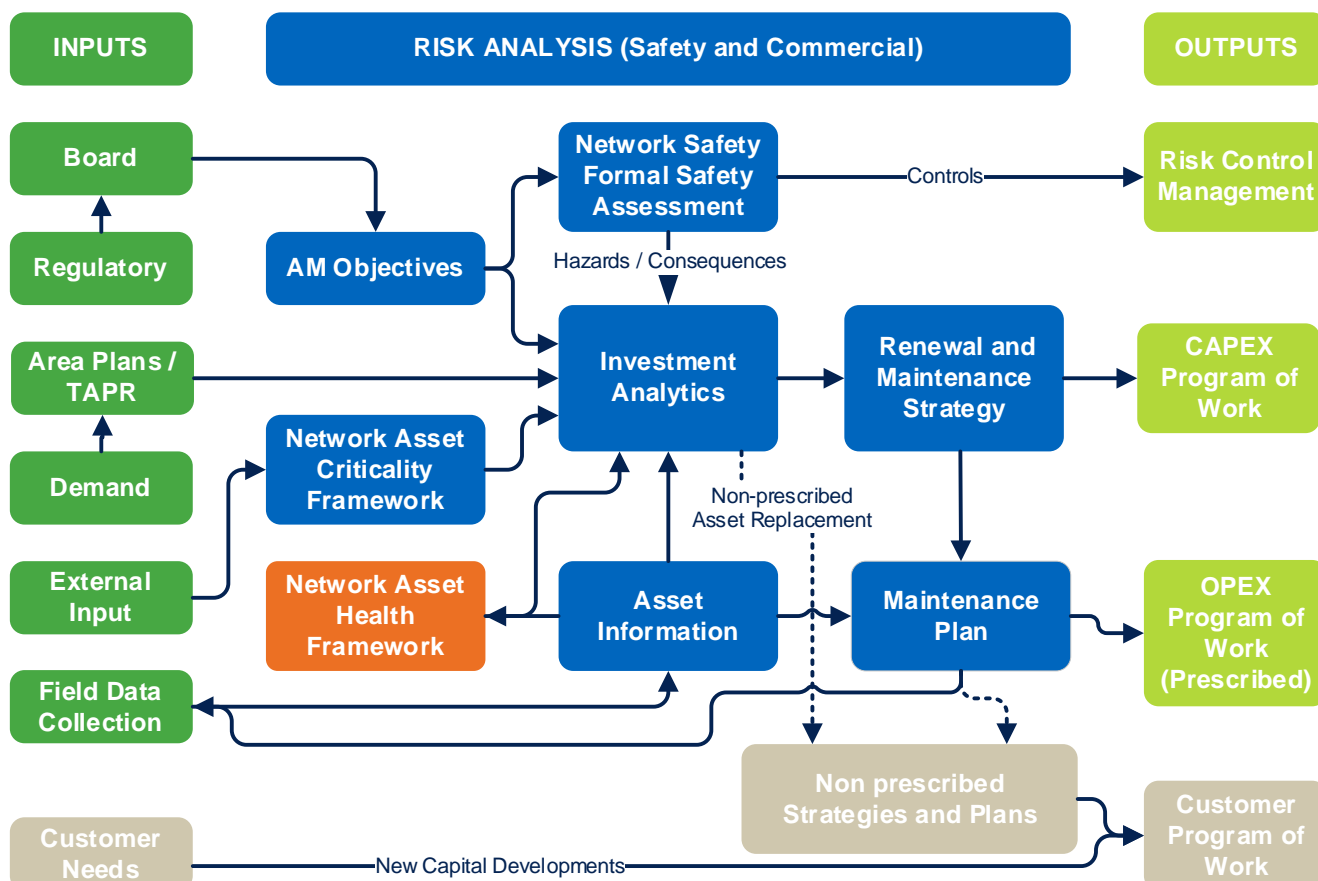 INPUTS
RISK ANALYSIS (Safety and Commercial)
OUTPUTS
Board
Network Safety
Formal Safety
Assessment
Controls
Risk Control
Management
Regulatory
AM Objectives
Hazards / Consequences
Area Plans /
TAPR
Investment
Analytics
Renewal and
Maintenance
Strategy
CAPEX
Program of
Work
Demand
Network Asset
Criticality
Framework
Non-prescribed
Asset Replacement
External
Input
Network Asset
Health
Framework
Asset
Information
Maintenance
Plan
OPEX
Program of
Work
(Prescribed)
Field Data
Collection
Non prescribed
Strategies and Plans
Customer
Needs
New Capital Developments
Customer
Program of
Work